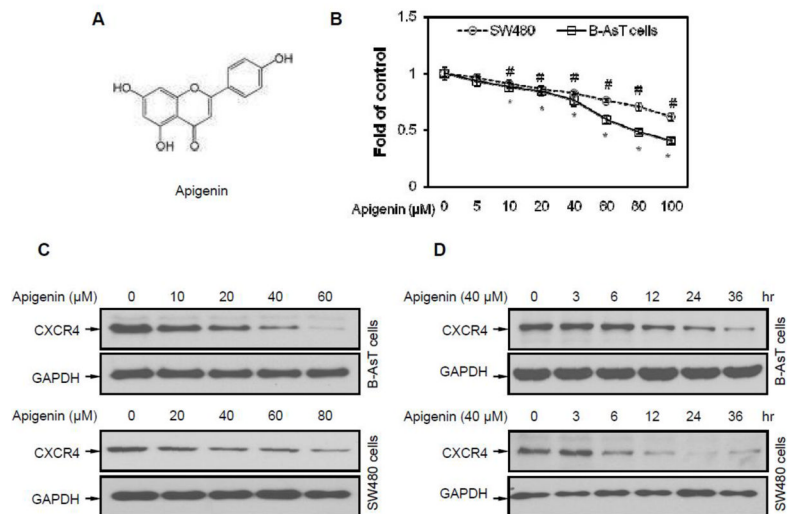 A
OH
HO
O
OH
O
Apigenin
B
Fold of control
1.5
1
0.5
0
SW480
B-AsT cells
# # # # # #
* * * * * *
Apigenin (µM) 0 5 10 20 40 60 80 100
C
Apigenin (µM) 0 10 20 40 60
CXCR4
GAPDH
B-AsT cells
Apigenin (µM) 0 20 40 60 80
CXCR4
GAPDH
SW480 cells
D
Apigenin (40 µM) 0 3 6 12 24 36 hr
CXCR4
GAPDH
B-AsT cells
Apigenin (40 µM) 0 3 6 12 24 36 hr
CXCR4
GAPDH
SW480 cells